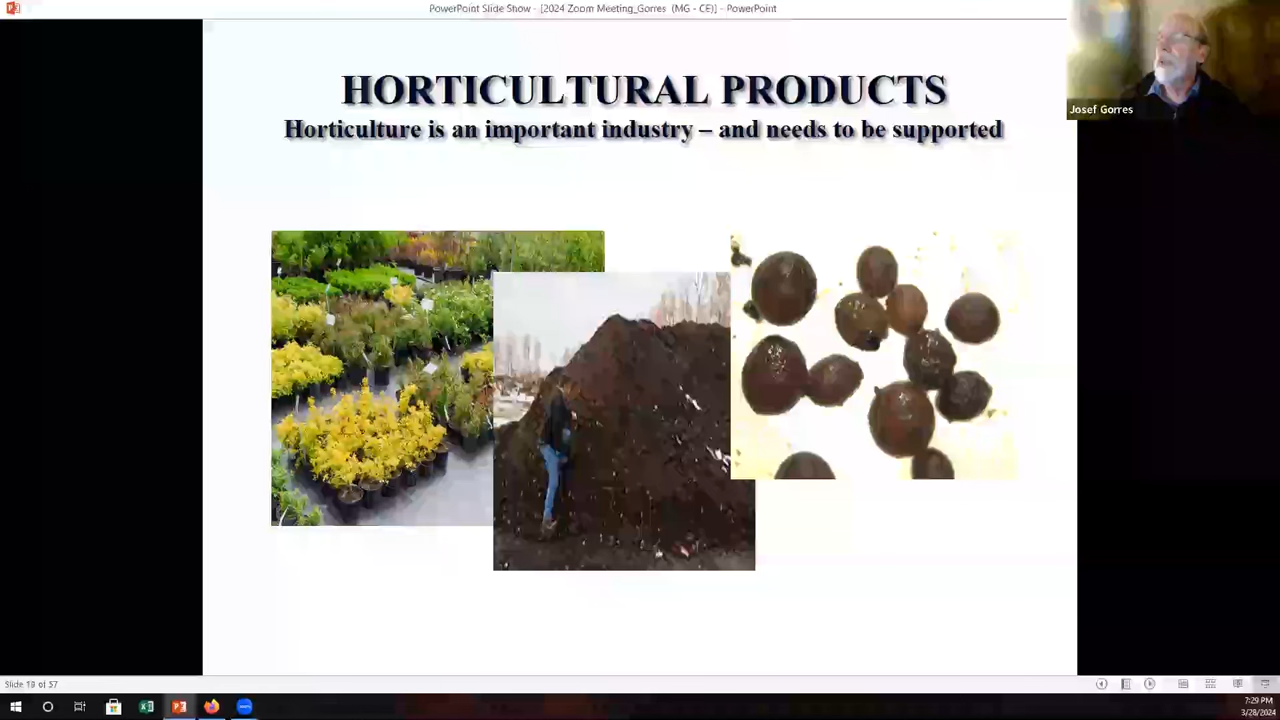 PowerPoint Slide Show - [2024 Zoom Meeting_Gorres (MG - CE)] - PowerPoint
HORTICULTURAL PRODUCTS
Horticulture is an important industry – and needs to be supported
Josef Gorres
Slide 19 of 57
7:29 PM
3/28/2024